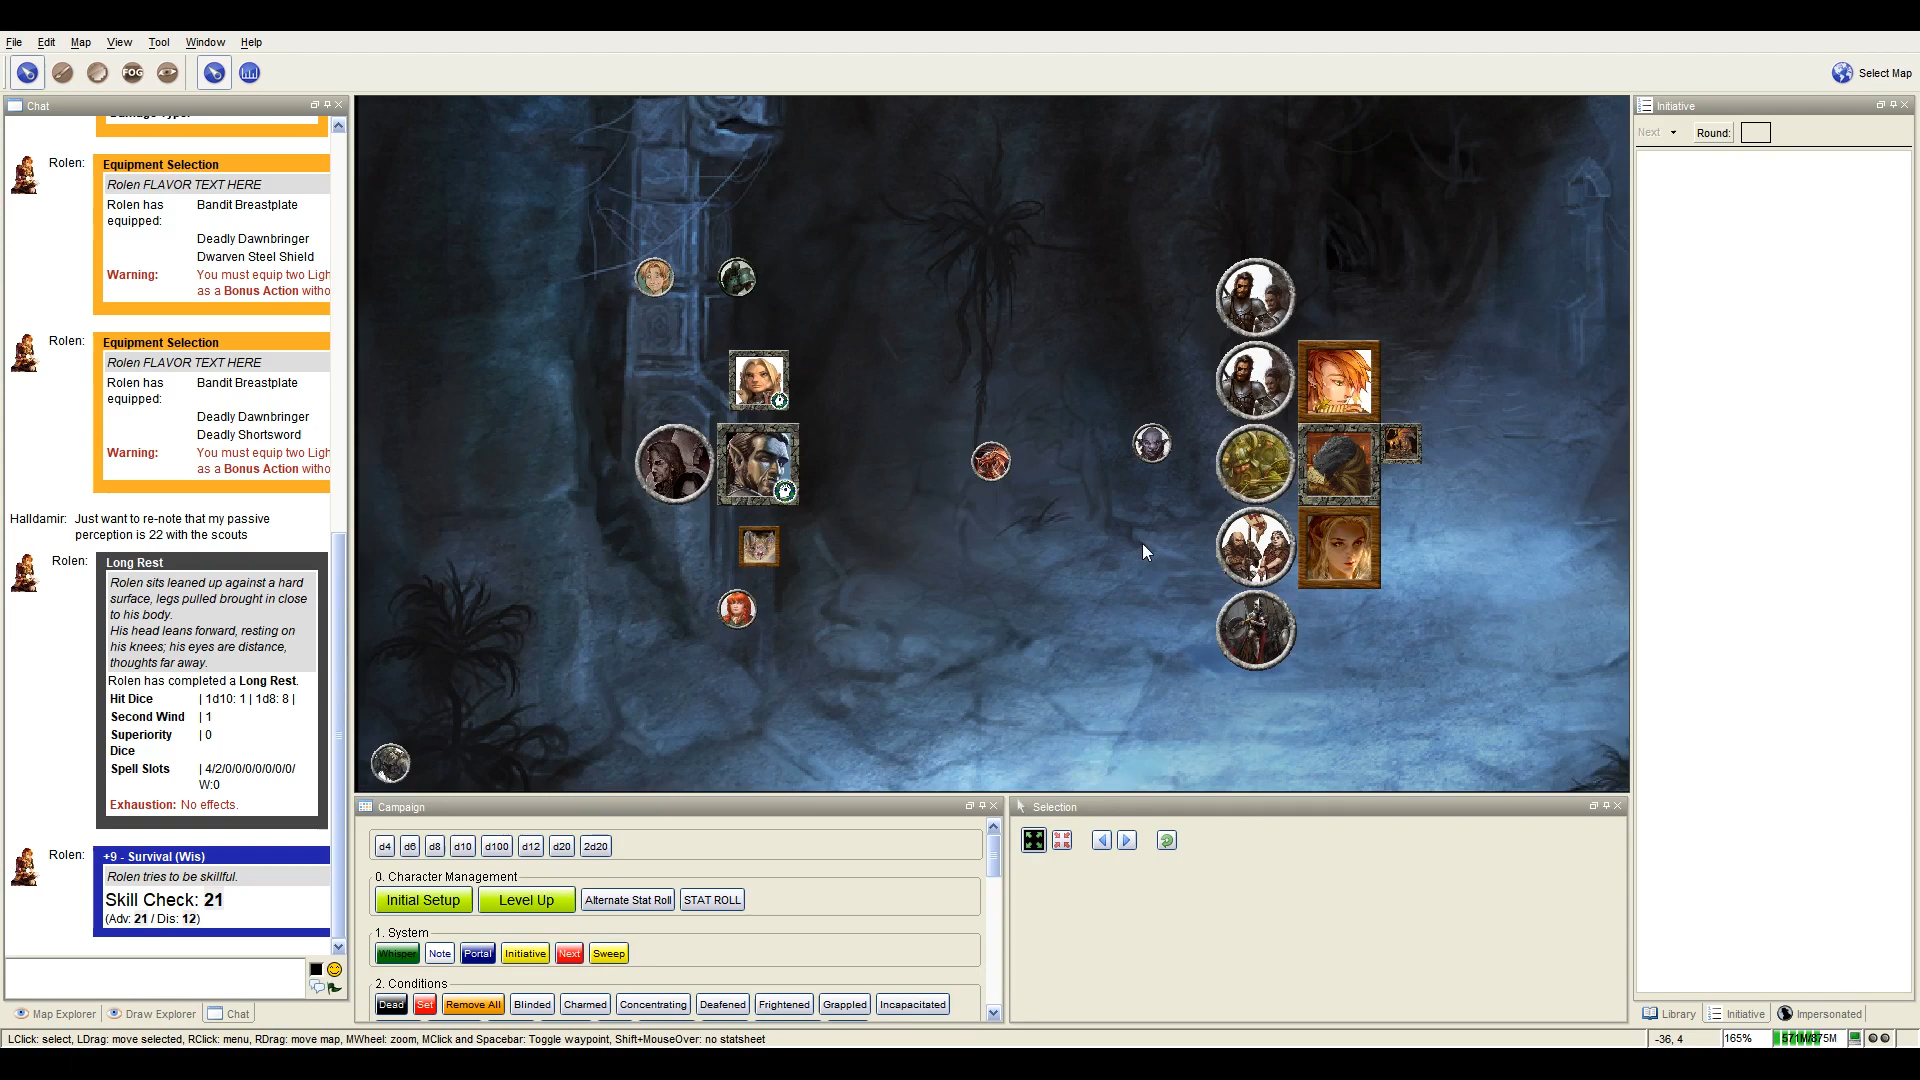 File Edit Map View Tool Window Help
FOG
Select Map
Chat
Rolen: Equipment Selection
Rolen FLAVOR TEXT HERE
Rolen has Bandit Breastplate
equipped:
Deadly Dawnbringer
Dwarven Steel Shield
Warning: You must equip two Ligh
as a Bonus Action witho
Rolen: Equipment Selection
Rolen FLAVOR TEXT HERE
Rolen has Bandit Breastplate
equipped:
Deadly Dawnbringer
Deadly Shortsword
Warning: You must equip two Ligh
as a Bonus Action witho
Halldamir: Just want to re-note that my passive
perception is 22 with the scouts
Rolen: Long Rest
Rolen sits leaned up against a hard
surface, legs pulled brought in close
to his body.
His head leans forward, resting on
his knees; his eyes are distance,
thoughts far away.
Rolen has completed a Long Rest.
Hit Dice | 1d10: 1 | 1d8: 8 |
Second Wind | 1
Superiority | 0
Dice
Spell Slots | 4/2/0/0/0/0/0/0/0/
W:0
Exhaustion: No effects.
Rolen: +9 - Survival (Wis)
Rolen tries to be skillful.
Skill Check: 21
(Adv: 21 / Dis: 12)
Map Explorer Draw Explorer Chat
Campaign
d4 d6 d8 d10 d100 d12 d20 2d20
0. Character Management
Initial Setup Level Up Alternate Stat Roll STAT ROLL
1. System
Whisper Note Portal Initiative Next Sweep
2. Conditions
Dead Set Remove All Blinded Charmed Concentrating Deafened Frightened Grappled Incapacitated
Selection
Initiative
Next Round:
Library Initiative Impersonated
LClick: select, LDrag: move selected, RClick: menu, RDrag: move map, MWheel: zoom, MClick and Spacebar: Toggle waypoint, Shift+MouseOver: no statsheet
-36, 4 165% 571M/875M